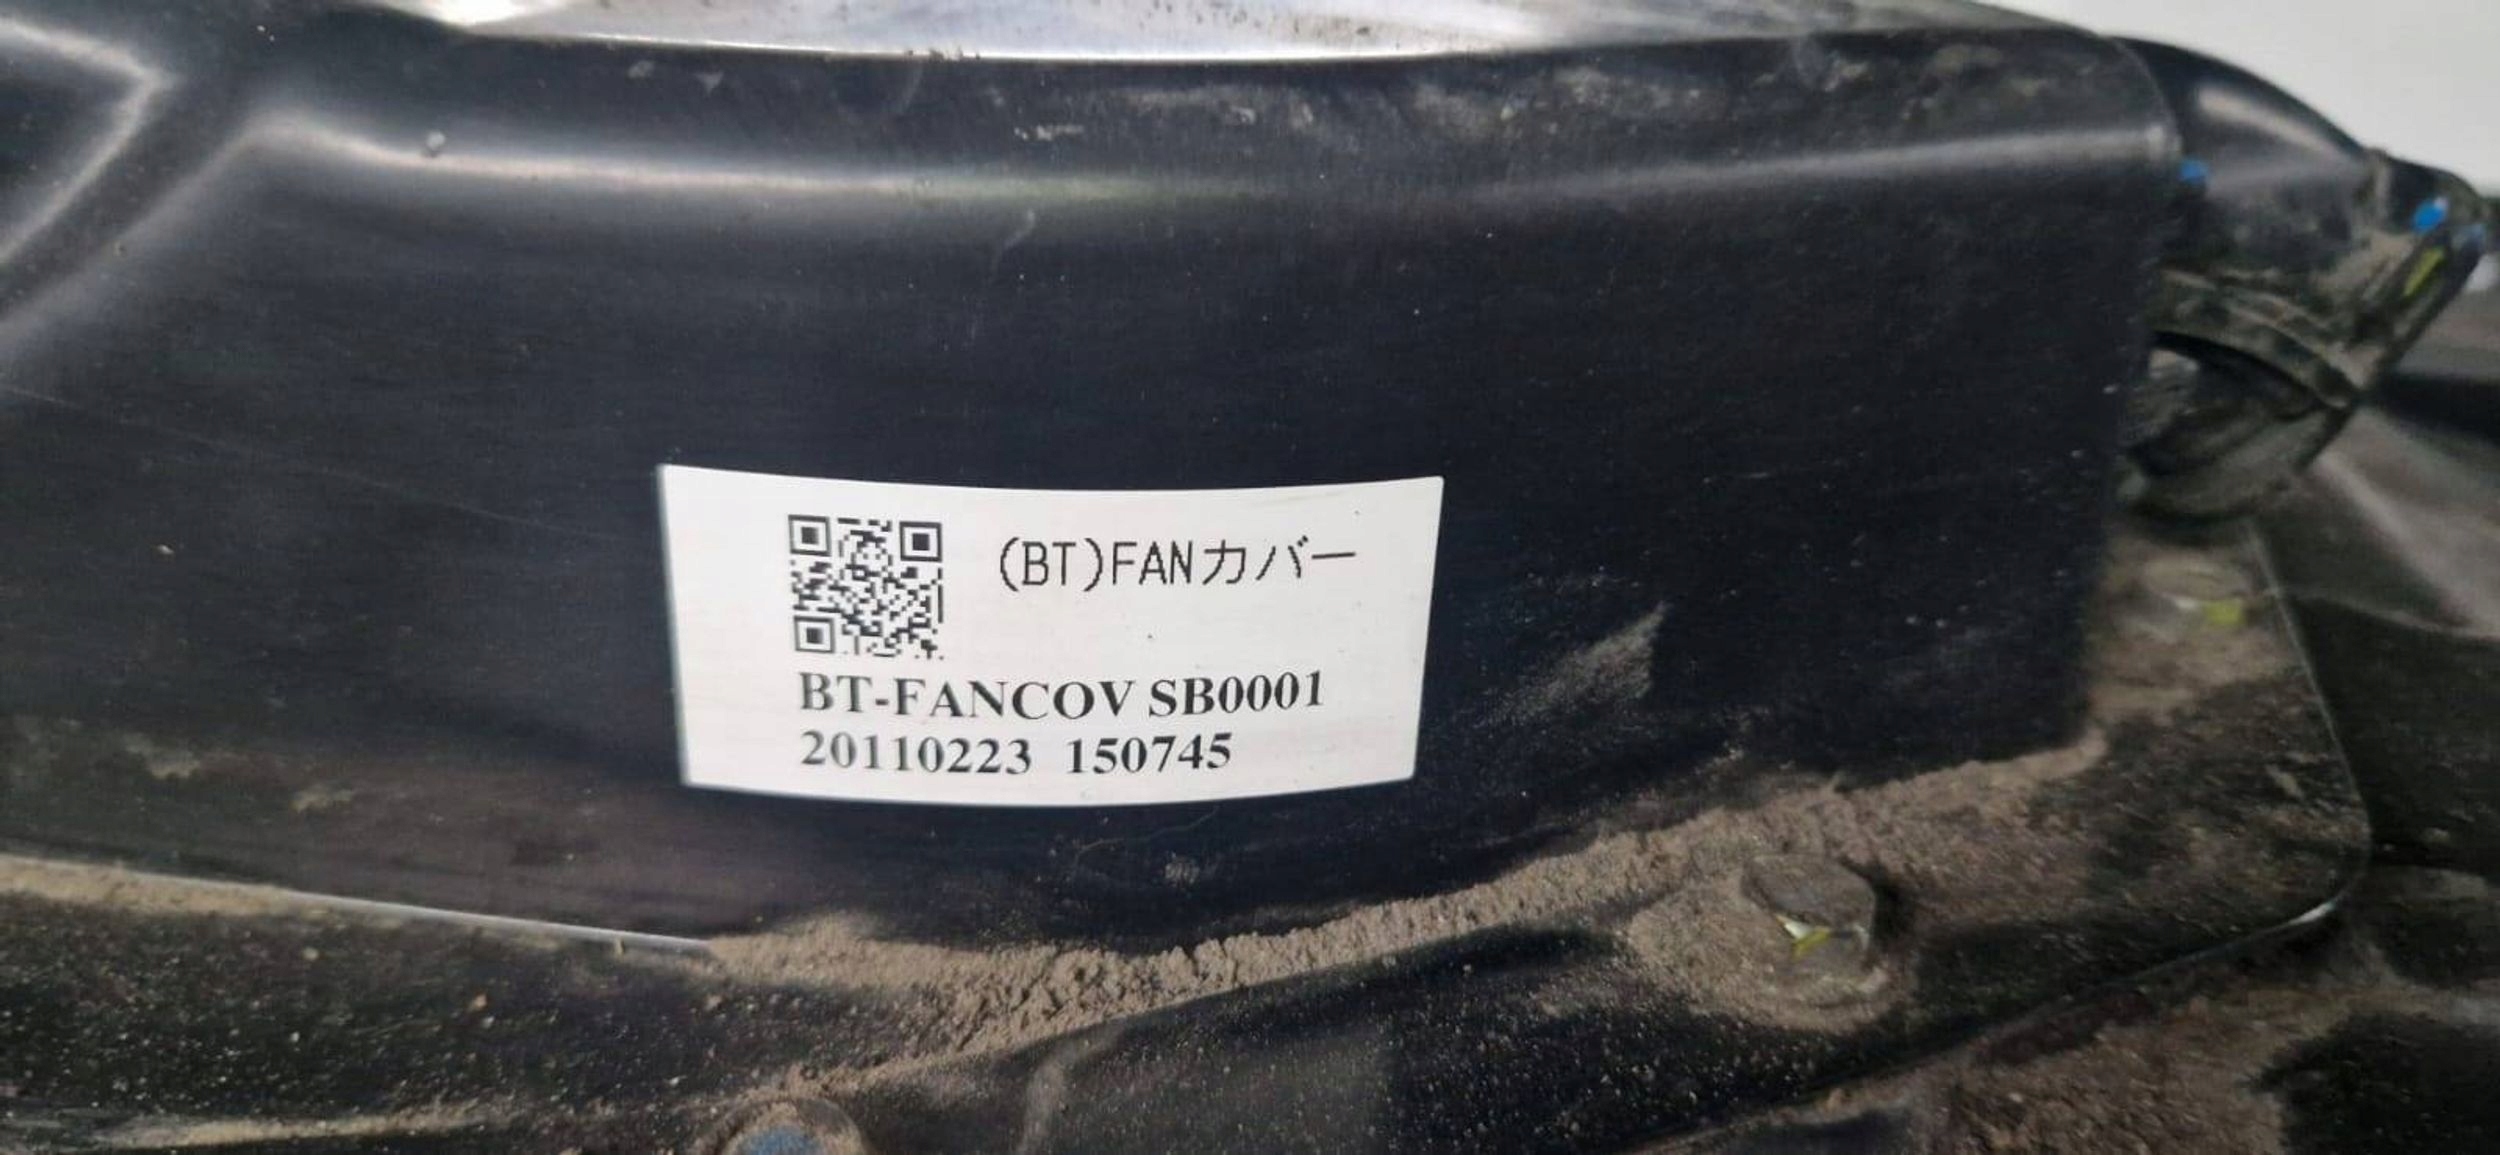 (BT)FANカバー
BT-FANCOV SB0001
20110223 150745